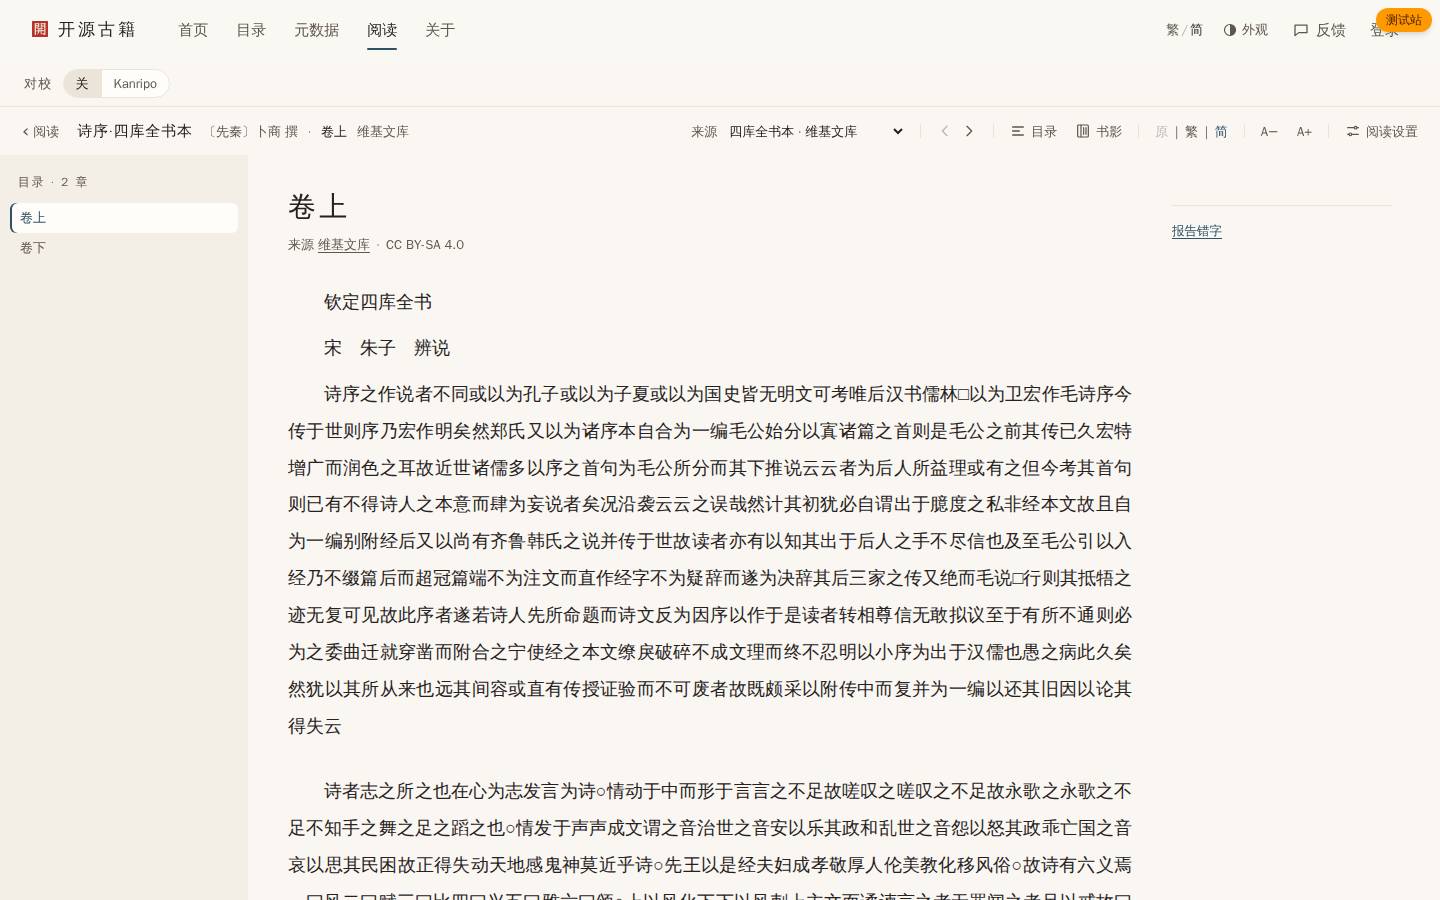 開 开源古籍 首页 目录 元数据 阅读 关于 繁/简 外观 反馈 测试站
对校 关 Kanripo
阅读 诗序·四库全书本 〔先秦〕卜商 撰 · 卷上 维基文库 来源 四库全书本 · 维基文库 目录 书影 原 | 繁 | 简 A− A+ 阅读设置
目录 · 2 章
卷上
卷下
卷上
来源 维基文库 · CC BY-SA 4.0
报告错字
钦定四库全书
宋　朱子　辨说
诗序之作说者不同或以为孔子或以为子夏或以为国史皆无明文可考唯后汉书儒林□以为卫宏作毛诗序今
传于世则序乃宏作明矣然郑氏又以为诸序本自合为一编毛公始分以寘诸篇之首则是毛公之前其传已久宏特
增广而润色之耳故近世诸儒多以序之首句为毛公所分而其下推说云云者为后人所益理或有之但今考其首句
则已有不得诗人之本意而肆为妄说者矣况沿袭云云之误哉然计其初犹必自谓出于臆度之私非经本文故且自
为一编别附经后又以尚有齐鲁韩氏之说并传于世故读者亦有以知其出于后人之手不尽信也及至毛公引以入
经乃不缀篇后而超冠篇端不为注文而直作经字不为疑辞而遂为决辞其后三家之传又绝而毛说□行则其抵牾之
迹无复可见故此序者遂若诗人先所命题而诗文反为因序以作于是读者转相尊信无敢拟议至于有所不通则必
为之委曲迁就穿凿而附合之宁使经之本文缭戾破碎不成文理而终不忍明以小序为出于汉儒也愚之病此久矣
然犹以其所从来也远其间容或直有传授证验而不可废者故既颇采以附传中而复并为一编以还其旧因以论其
得失云
诗者志之所之也在心为志发言为诗○情动于中而形于言言之不足故嗟叹之嗟叹之不足故永歌之永歌之不
足不知手之舞之足之蹈之也○情发于声声成文谓之音治世之音安以乐其政和乱世之音怨以怒其政乖亡国之音
哀以思其民困故正得失动天地感鬼神莫近乎诗○先王以是经夫妇成孝敬厚人伦美教化移风俗○故诗有六义焉